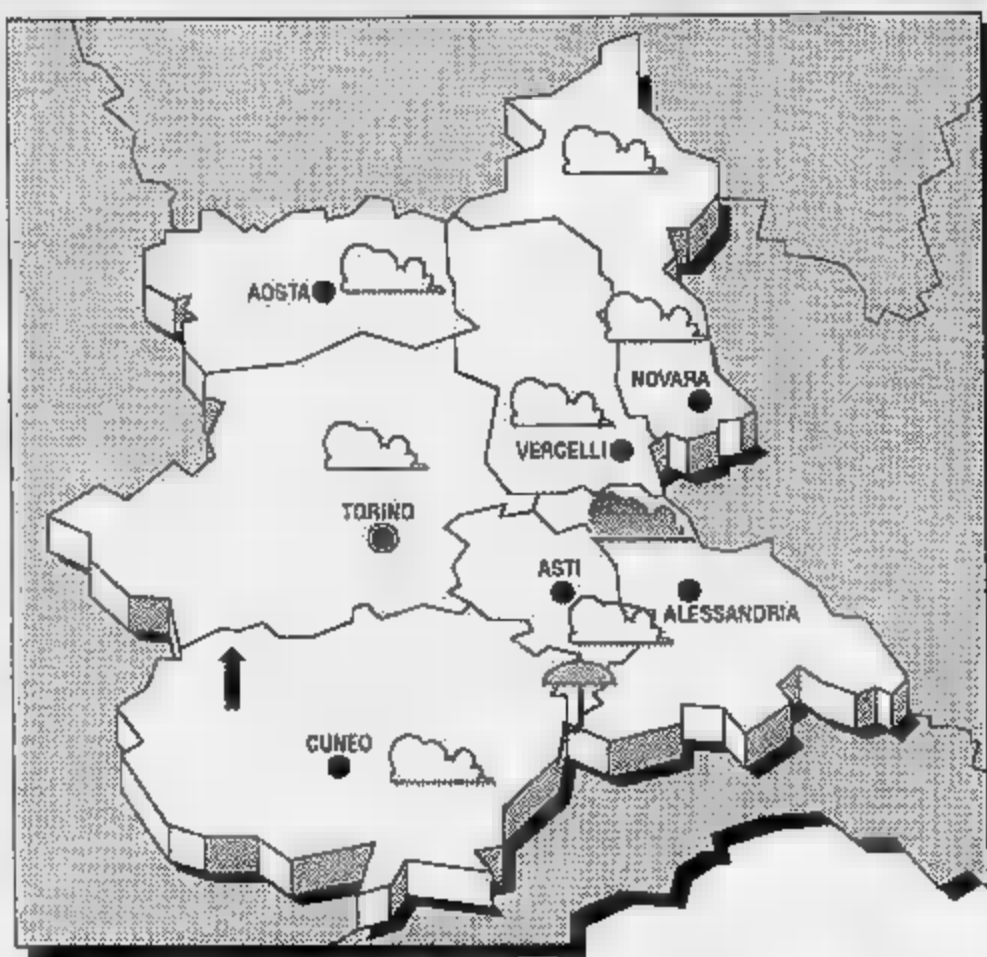 AOSTA
NOVARA
VERCELLI
TORINO
ASTI
ALESSANDRIA
CUNEO